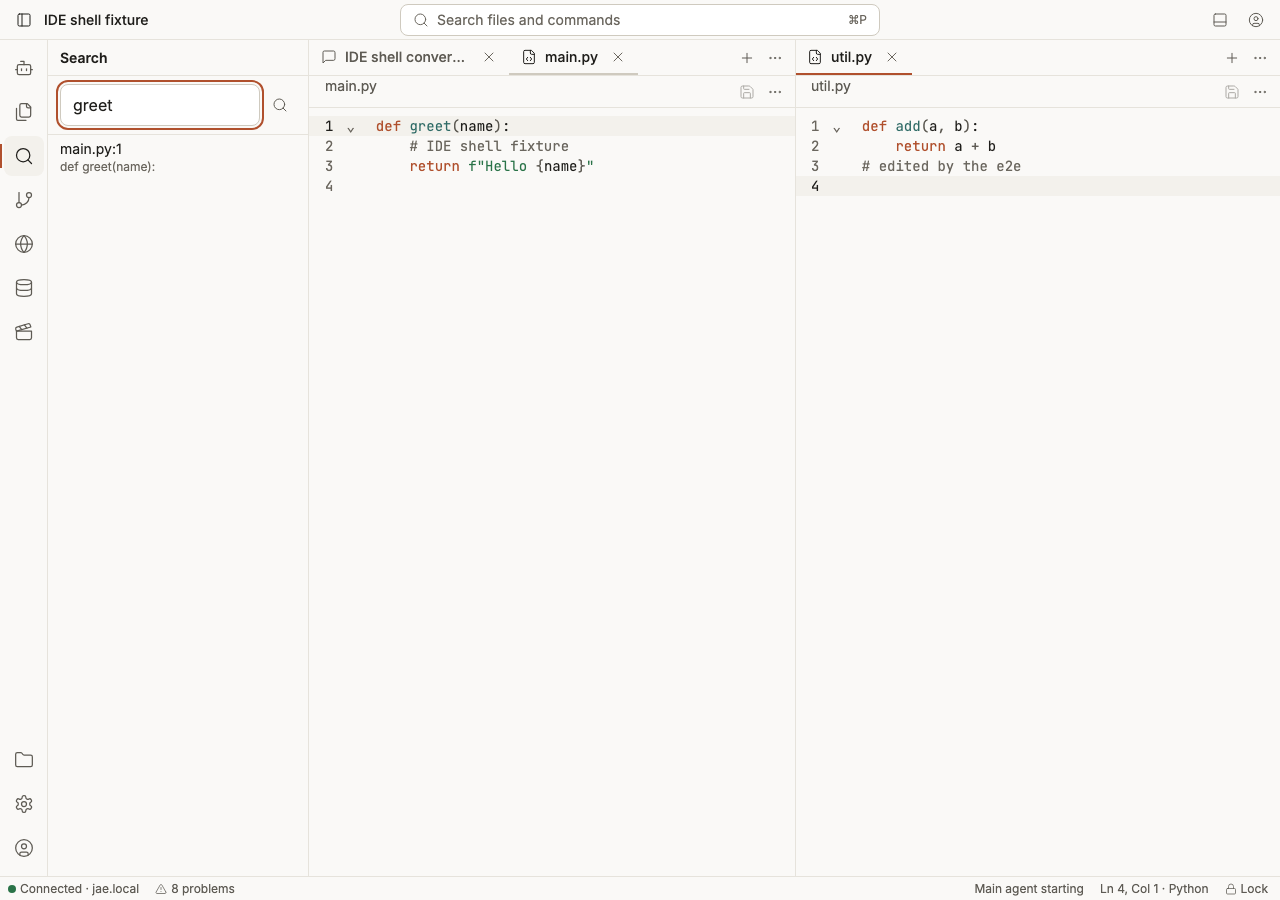 IDE shell fixture
Search files and commands ⌘P
Search
IDE shell conver...
main.py
util.py
greet
main.py:1
def greet(name):
main.py
1 def greet(name):
2 # IDE shell fixture
3 return f"Hello {name}"
4
util.py
1 def add(a, b):
2 return a + b
3 # edited by the e2e
4
Connected · jae.local
8 problems
Main agent starting
Ln 4, Col 1 · Python
Lock